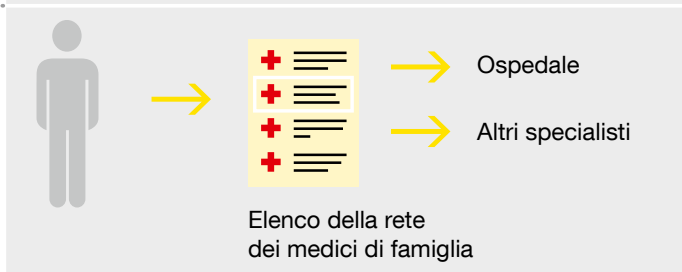 Ospedale
Altri specialisti
Elenco della rete
dei medici di famiglia